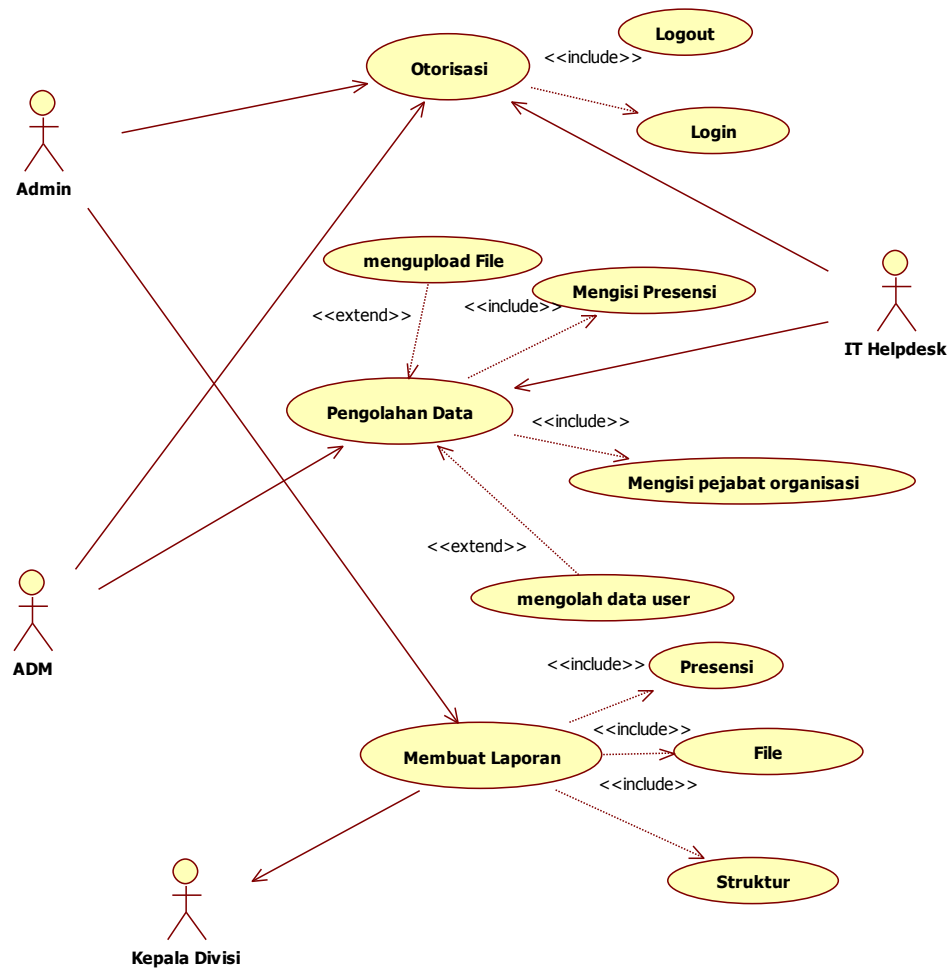 Logout
<<include>>
Otorisasi
Login
Admin
mengupload File
Mengisi Presensi
<<extend>>
<<include>>
IT Helpdesk
Pengolahan Data
<<include>>
Mengisi pejabat organisasi
<<extend>>
mengolah data user
ADM
<<include>>
Presensi
<<include>>
Membuat Laporan
File
<<include>>
Struktur
Kepala Divisi